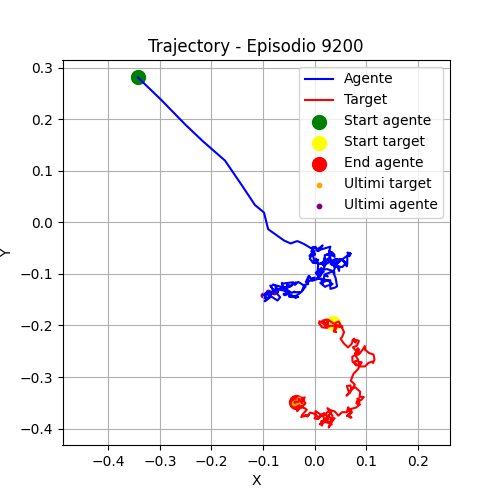 Trajectory - Episodio 9200
Agente
Target
Start agente
Start target
End agente
Ultimi target
Ultimi agente
0.3
0.2
0.1
0.0
−0.1
−0.2
−0.3
−0.4
Y
−0.4 −0.3 −0.2 −0.1 0.0 0.1 0.2
X